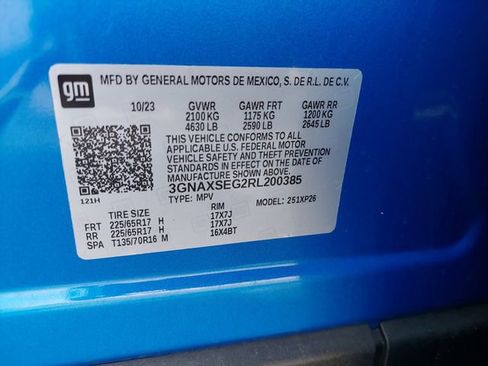 gm
MFD BY GENERAL MOTORS DE MEXICO, S. DE R.L. DE C.V.
10/23 GVWR GAWR FRT GAWR RR
2100 KG 1175 KG 1200 KG
4630 LB 2590 LB 2645 LB
THIS VEHICLE CONFORMS TO ALL
APPLICABLE U.S. FEDERAL MOTOR
VEHICLE SAFETY AND THEFT PREVENTION
STANDARDS IN EFFECT ON THE DATE OF
MANUFACTURE SHOWN ABOVE.
3GNAXSEG2RL200385
121H TYPE: MPV MODEL: 251XP26
TIRE SIZE RIM
FRT 225/65R17 H 17X7J
RR 225/65R17 H 17X7J
SPA T135/70R16 M 16X4BT